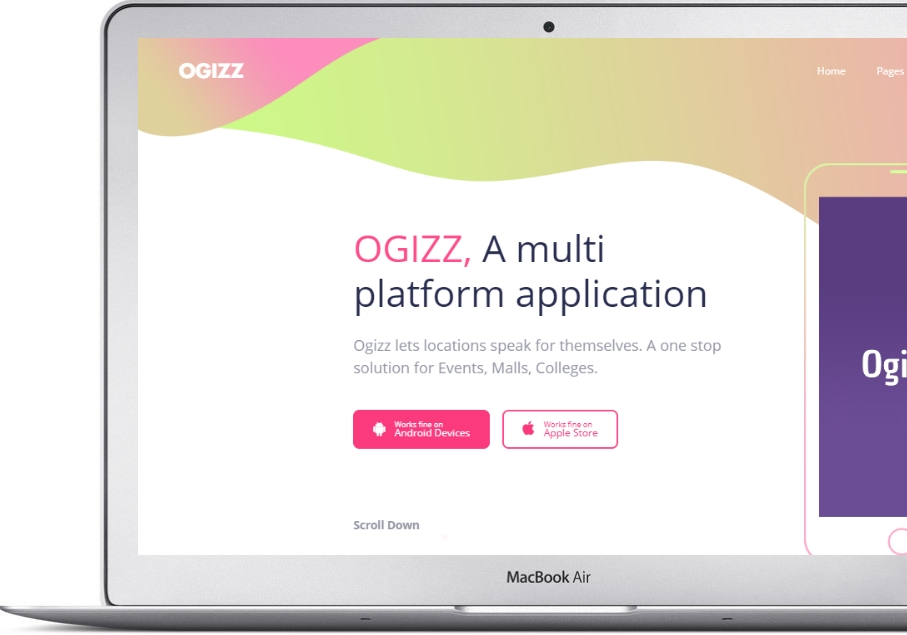 OGIZZ
Home Pages
OGIZZ, A multi
platform application
Ogizz lets locations speak for themselves. A one stop
solution for Events, Malls, Colleges.
Works fine on
Android Devices
Works fine on
Apple Store
Scroll Down
Ogi
MacBook Air